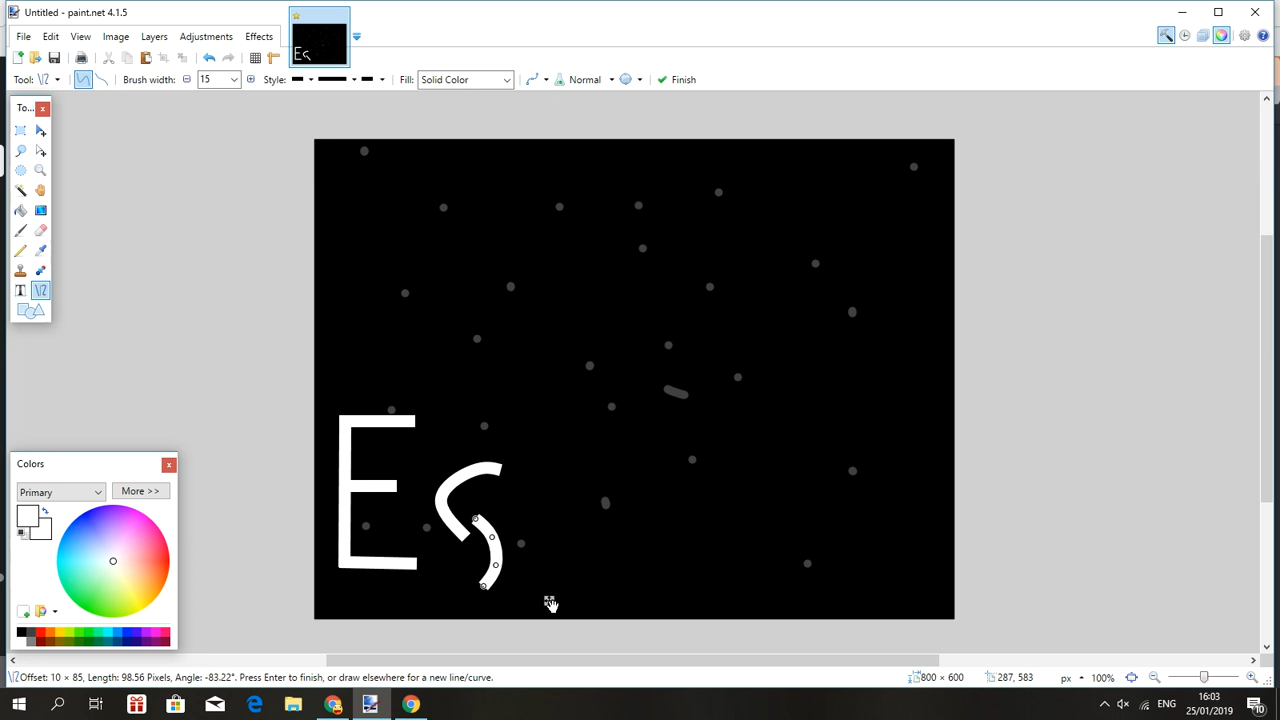 Untitled - paint.net 4.1.5
File Edit View Image Layers Adjustments Effects
Es
Tool: Brush width: 15 Style: Fill: Solid Color Normal Finish
To...
Es
Colors
Primary More >>
Offset: 10 × 85, Length: 98.56 Pixels, Angle: -83.22°. Press Enter to finish, or draw elsewhere for a new line/curve. 800 × 600 287, 583 px 100%
ENG 16:03
25/01/2019 10